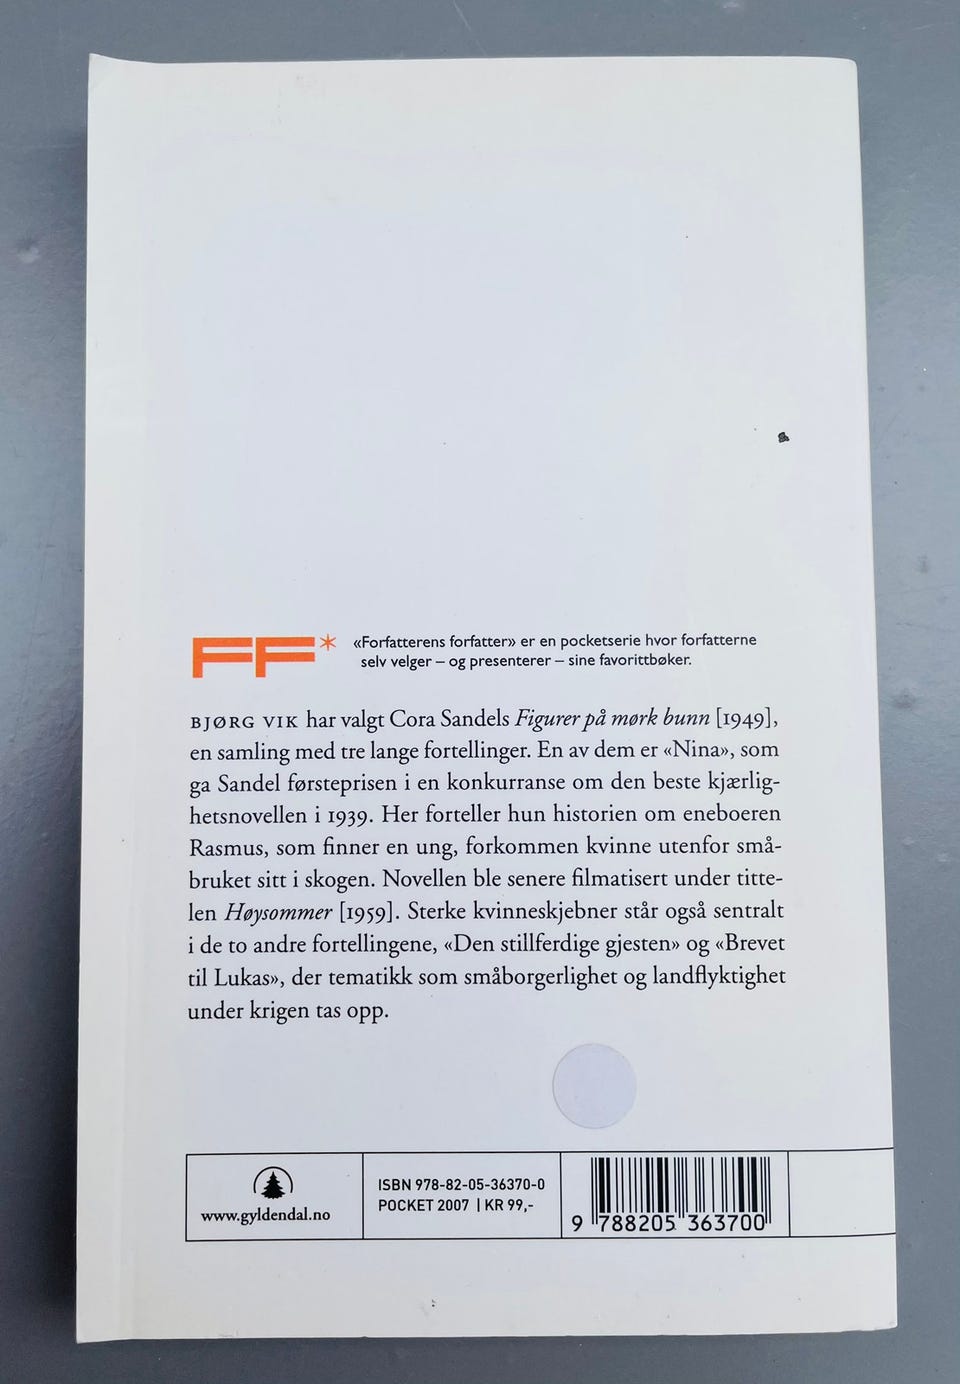 FF* «Forfatterens forfatter» er en pocketserie hvor forfatterne
selv velger – og presenterer – sine favorittbøker.
BJØRG VIK har valgt Cora Sandels Figurer på mørk bunn [1949],
en samling med tre lange fortellinger. En av dem er «Nina», som
ga Sandel førsteprisen i en konkurranse om den beste kjærlig-
hetsnovellen i 1939. Her forteller hun historien om eneboeren
Rasmus, som finner en ung, forkommen kvinne utenfor små-
bruket sitt i skogen. Novellen ble senere filmatisert under titte-
len Høysommer [1959]. Sterke kvinneskjebner står også sentralt
i de to andre fortellingene, «Den stillferdige gjesten» og «Brevet
til Lukas», der tematikk som småborgerlighet og landflyktighet
under krigen tas opp.
www.gyldendal.no
ISBN 978-82-05-36370-0
POCKET 2007 | KR 99,-
9 788205 363700